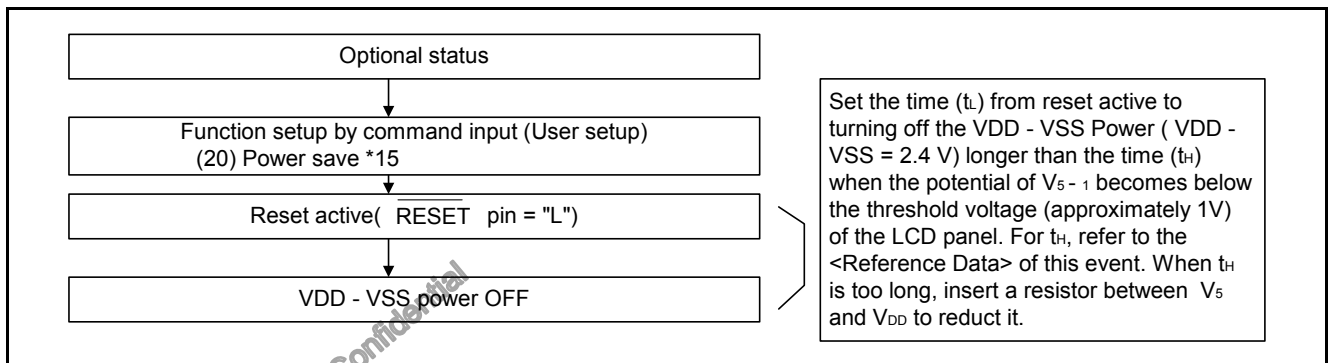 Optional status
Function setup by command input (User setup)
(20) Power save *15
Reset active( RESET pin = "L")
VDD - VSS power OFF
Confidential
Set the time (tL) from reset active to
turning off the VDD - VSS Power ( VDD -
VSS = 2.4 V) longer than the time (tH)
when the potential of V5 - 1 becomes below
the threshold voltage (approximately 1V)
of the LCD panel. For tH, refer to the
<Reference Data> of this event. When tH
is too long, insert a resistor between V5
and VDD to reduct it.